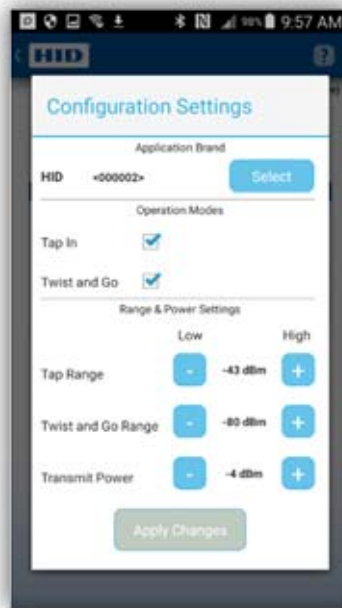 98% 9:57 AM
HID ?
Configuration Settings
Application Brand
HID <000002> Select
Operation Modes
Tap In
Twist and Go
Range & Power Settings
Low High
Tap Range - -43 dBm +
Twist and Go Range - -80 dBm +
Transmit Power - -4 dBm +
Apply Changes